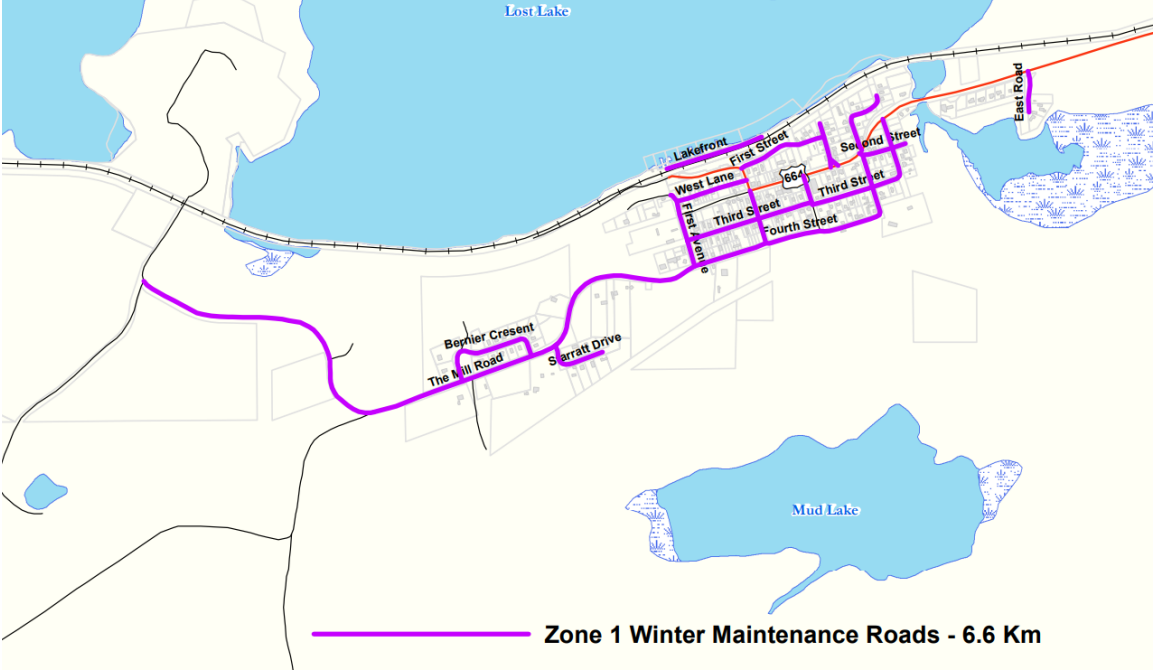 Lost Lake
East Road
Lakefront
First Street
Second Street
West Lane
664
Third Street
Third Street
First Avenue
Fourth Street
Bernier Cresent
Starratt Drive
The Mill Road
Mud Lake
Zone 1 Winter Maintenance Roads - 6.6 Km